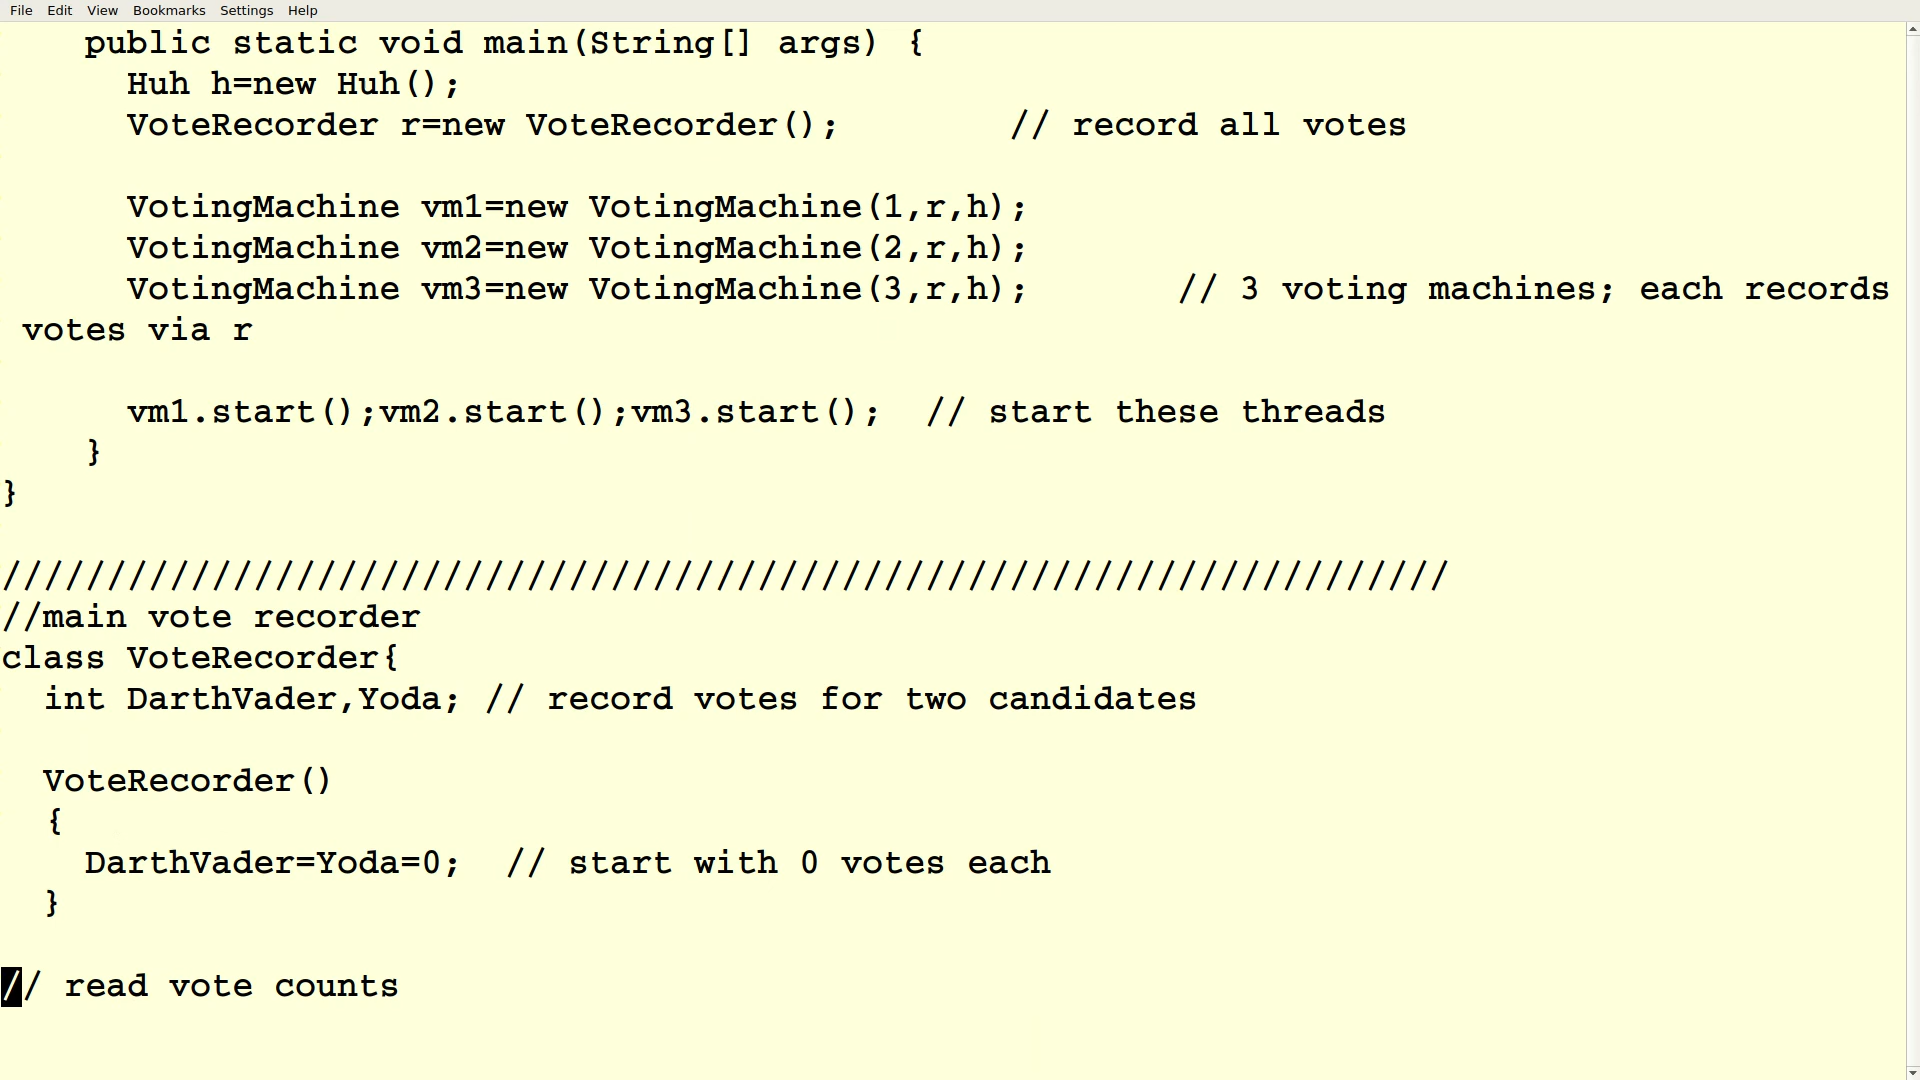 File Edit View Bookmarks Settings Help
public static void main(String[] args) {
Huh h=new Huh();
VoteRecorder r=new VoteRecorder();       // record all votes
VotingMachine vm1=new VotingMachine(1,r,h);
VotingMachine vm2=new VotingMachine(2,r,h);
VotingMachine vm3=new VotingMachine(3,r,h);       // 3 voting machines; each records
votes via r
vm1.start();vm2.start();vm3.start();  // start these threads
}
}
/////////////////////////////////////////////////////////////////////
//main vote recorder
class VoteRecorder{
int DarthVader,Yoda; // record votes for two candidates
VoteRecorder()
{
DarthVader=Yoda=0;  // start with 0 votes each
}
// read vote counts